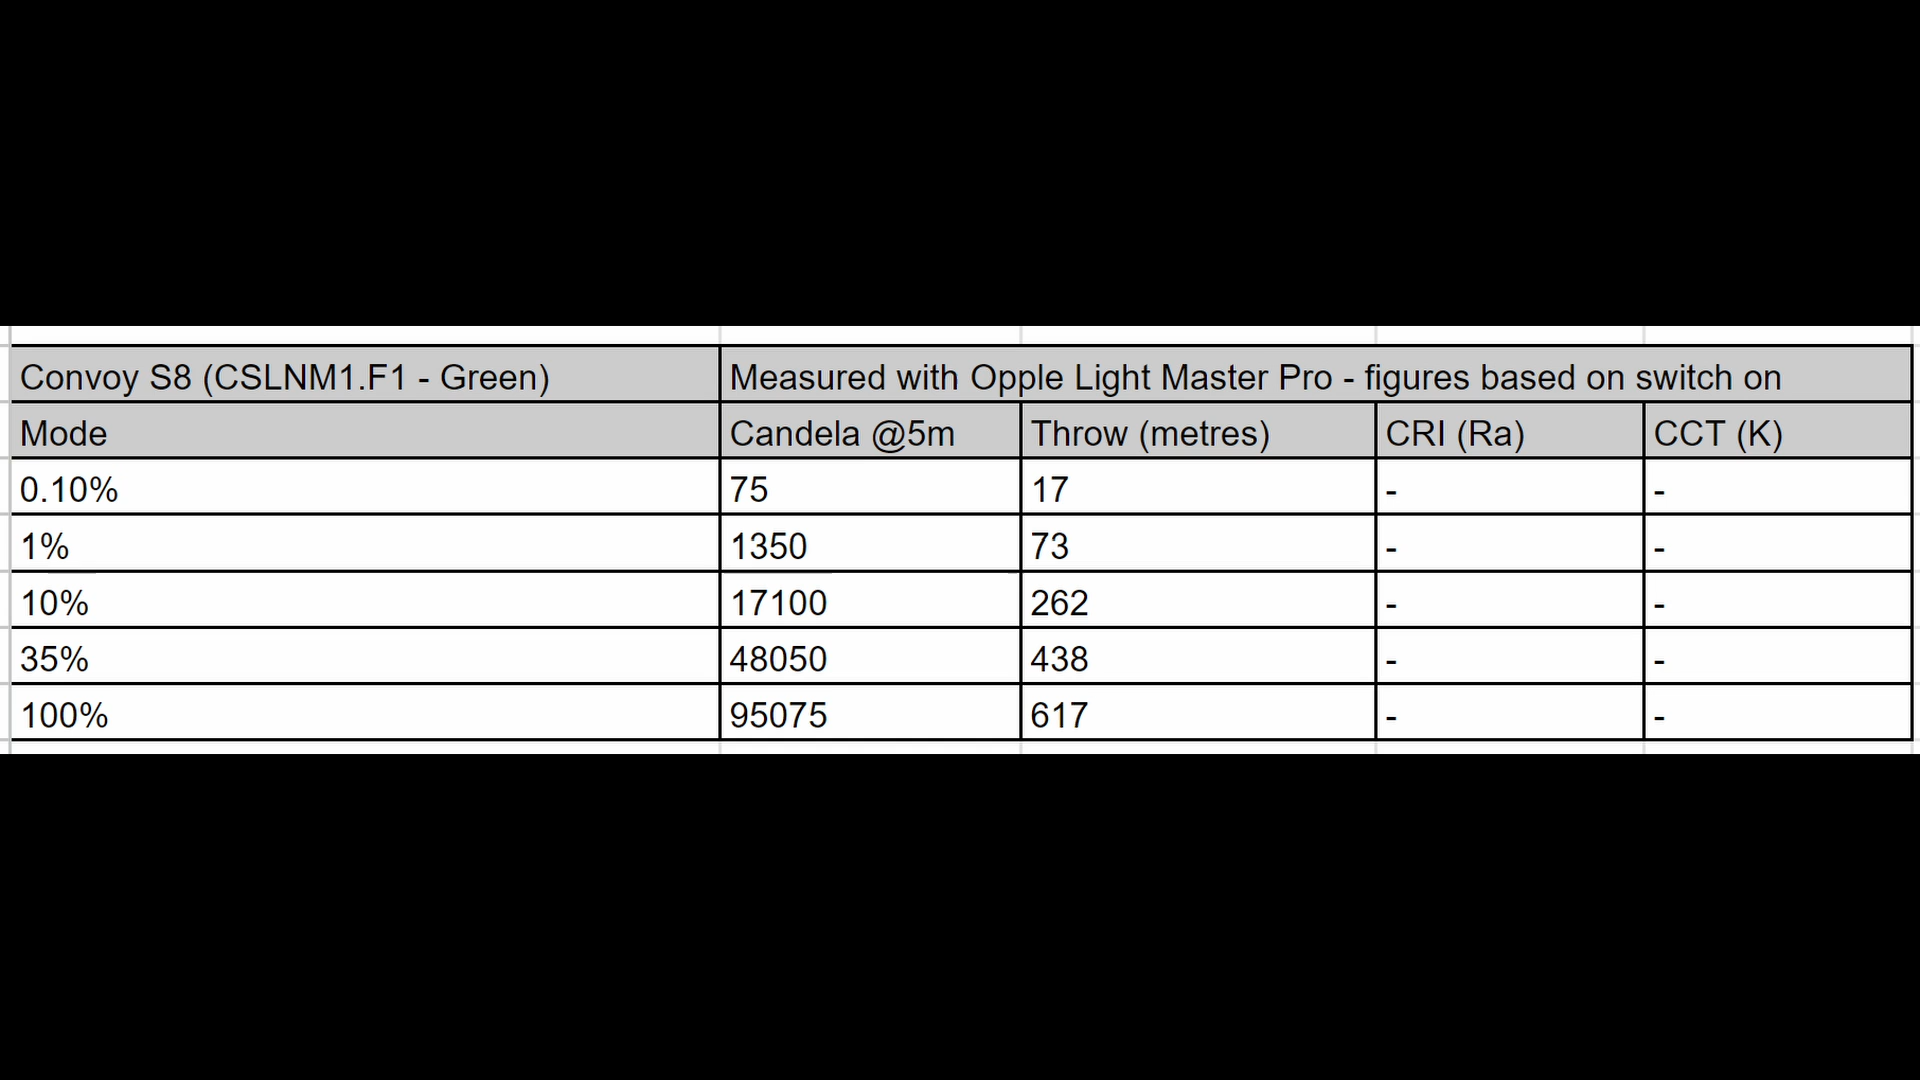 Convoy S8 (CSLNM1.F1 - Green) Measured with Opple Light Master Pro - figures based on switch on
Mode Candela @5m Throw (metres) CRI (Ra) CCT (K)
0.10% 75 17 - -
1% 1350 73 - -
10% 17100 262 - -
35% 48050 438 - -
100% 95075 617 - -